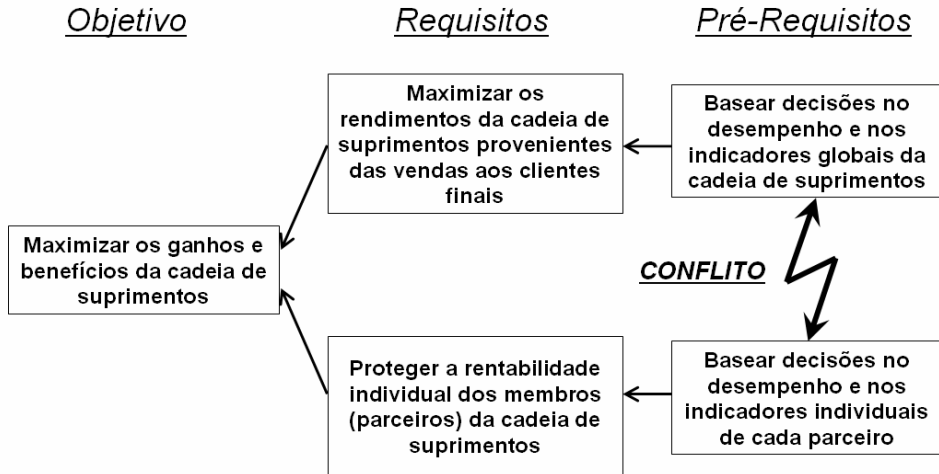 Objetivo
Requisitos
Pré-Requisitos
Maximizar os
rendimentos da cadeia de
suprimentos provenientes
das vendas aos clientes
finais
Basear decisões no
desempenho e nos
indicadores globais da
cadeia de suprimentos
Maximizar os ganhos e
benefícios da cadeia de
suprimentos
CONFLITO
Proteger a rentabilidade
individual dos membros
(parceiros) da cadeia de
suprimentos
Basear decisões no
desempenho e nos
indicadores individuais
de cada parceiro